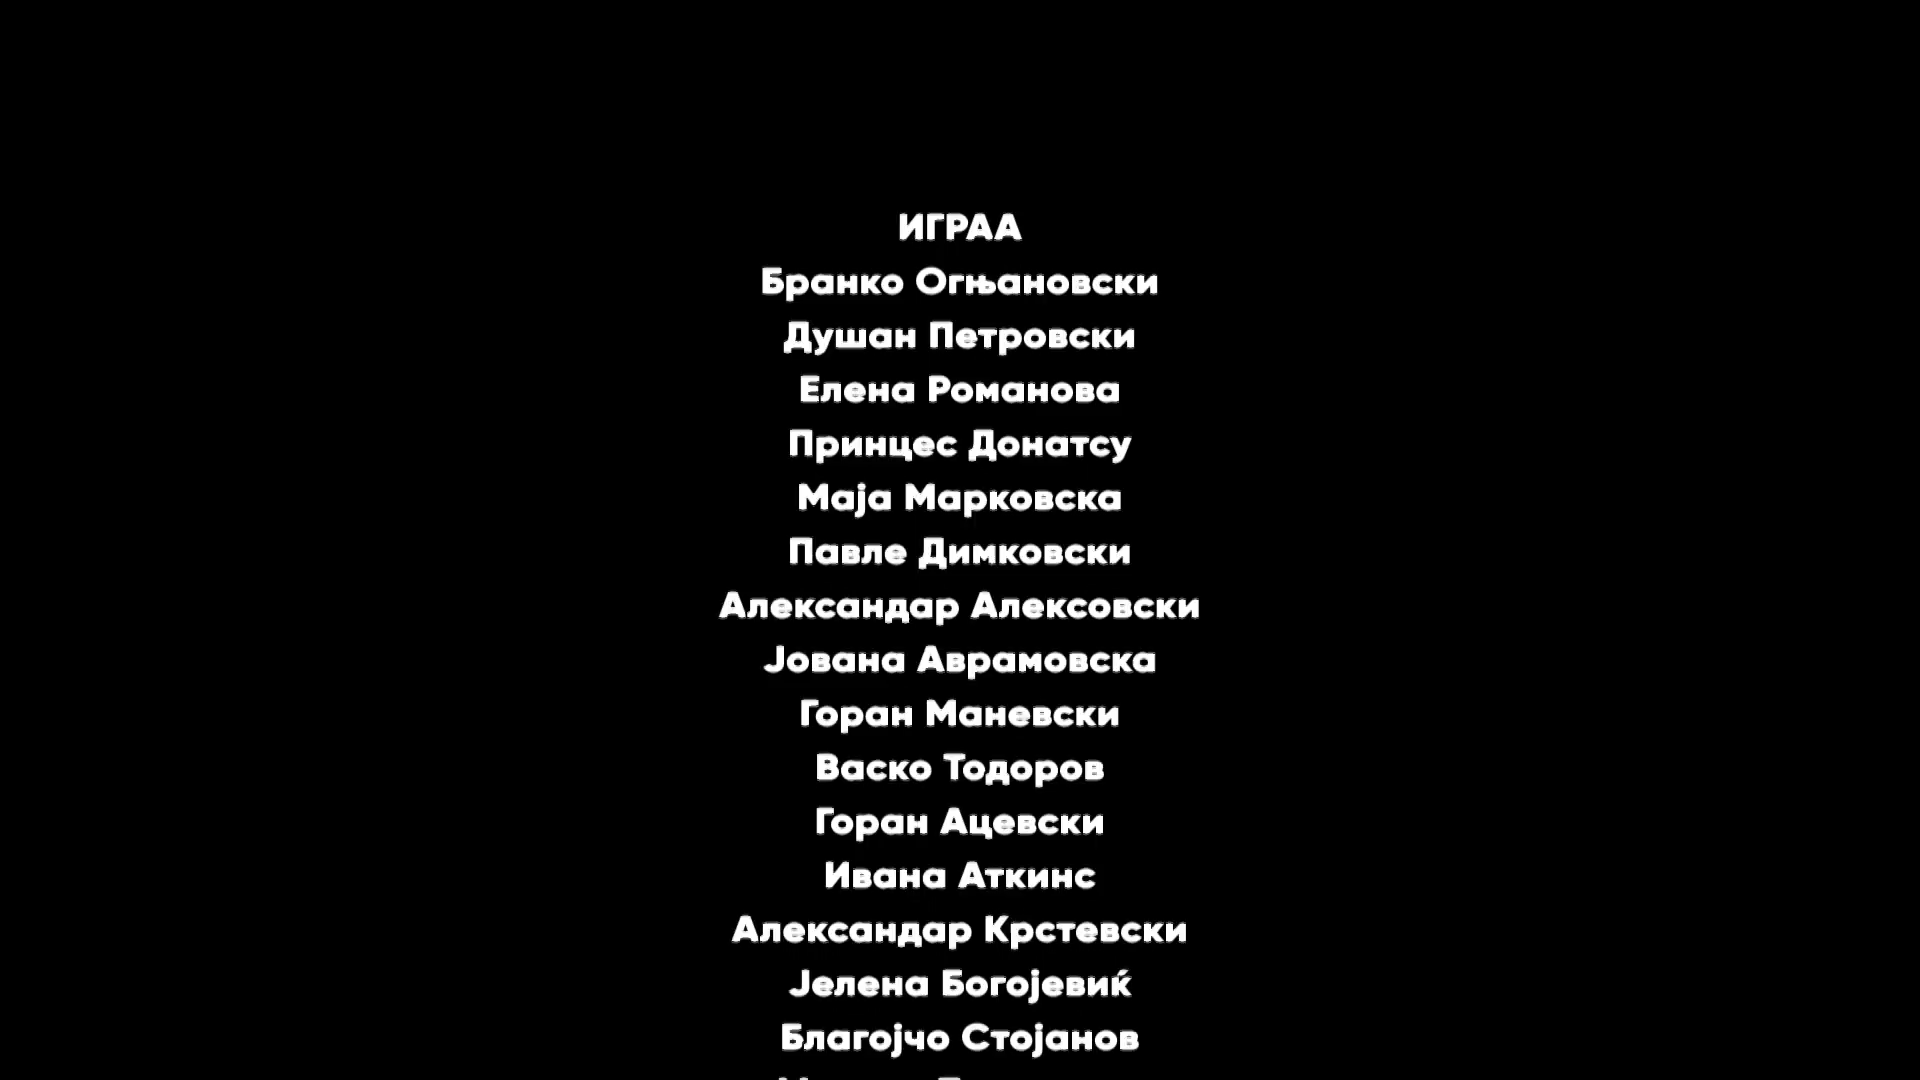 ИГРАА
Бранко Огњановски
Душан Петровски
Елена Романова
Принцес Донатсу
Маја Марковска
Павле Димковски
Александар Алексовски
Јована Аврамовска
Горан Маневски
Васко Тодоров
Горан Ацевски
Ивана Аткинс
Александар Крстевски
Јелена Богојевиќ
Благојчо Стојанов